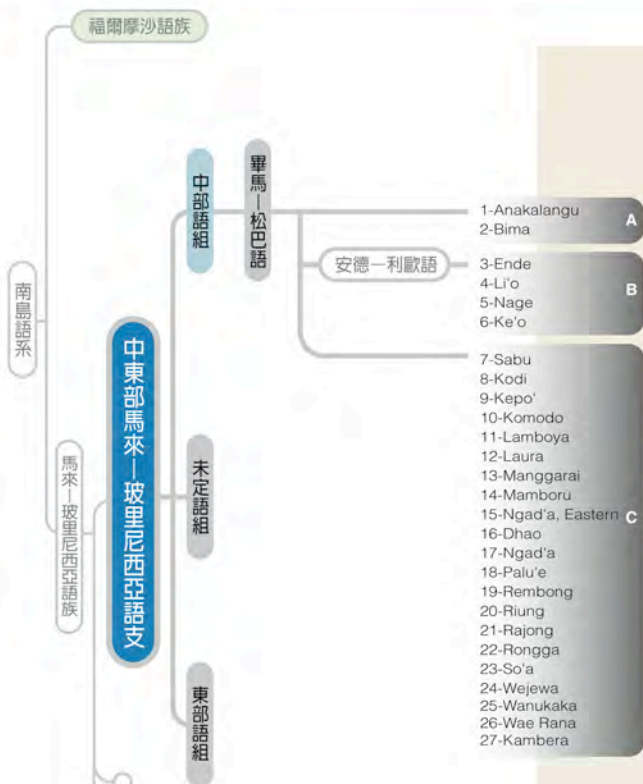 福爾摩沙語族
南島語系
馬來－玻里尼西亞語族
中東部馬來－玻里尼西亞語支
中部語組
畢馬－松巴語
安德－利歐語
未定語組
東部語組
1-Anakalangu
2-Bima
A
3-Ende
4-Li'o
5-Nage
6-Ke'o
B
7-Sabu
8-Kodi
9-Kepo'
10-Komodo
11-Lamboya
12-Laura
13-Manggarai
14-Mamboru
15-Ngad'a, Eastern
16-Dhao
17-Ngad'a
18-Palu'e
19-Rembong
20-Riung
21-Rajong
22-Rongga
23-So'a
24-Wejewa
25-Wanukaka
26-Wae Rana
27-Kambera
C